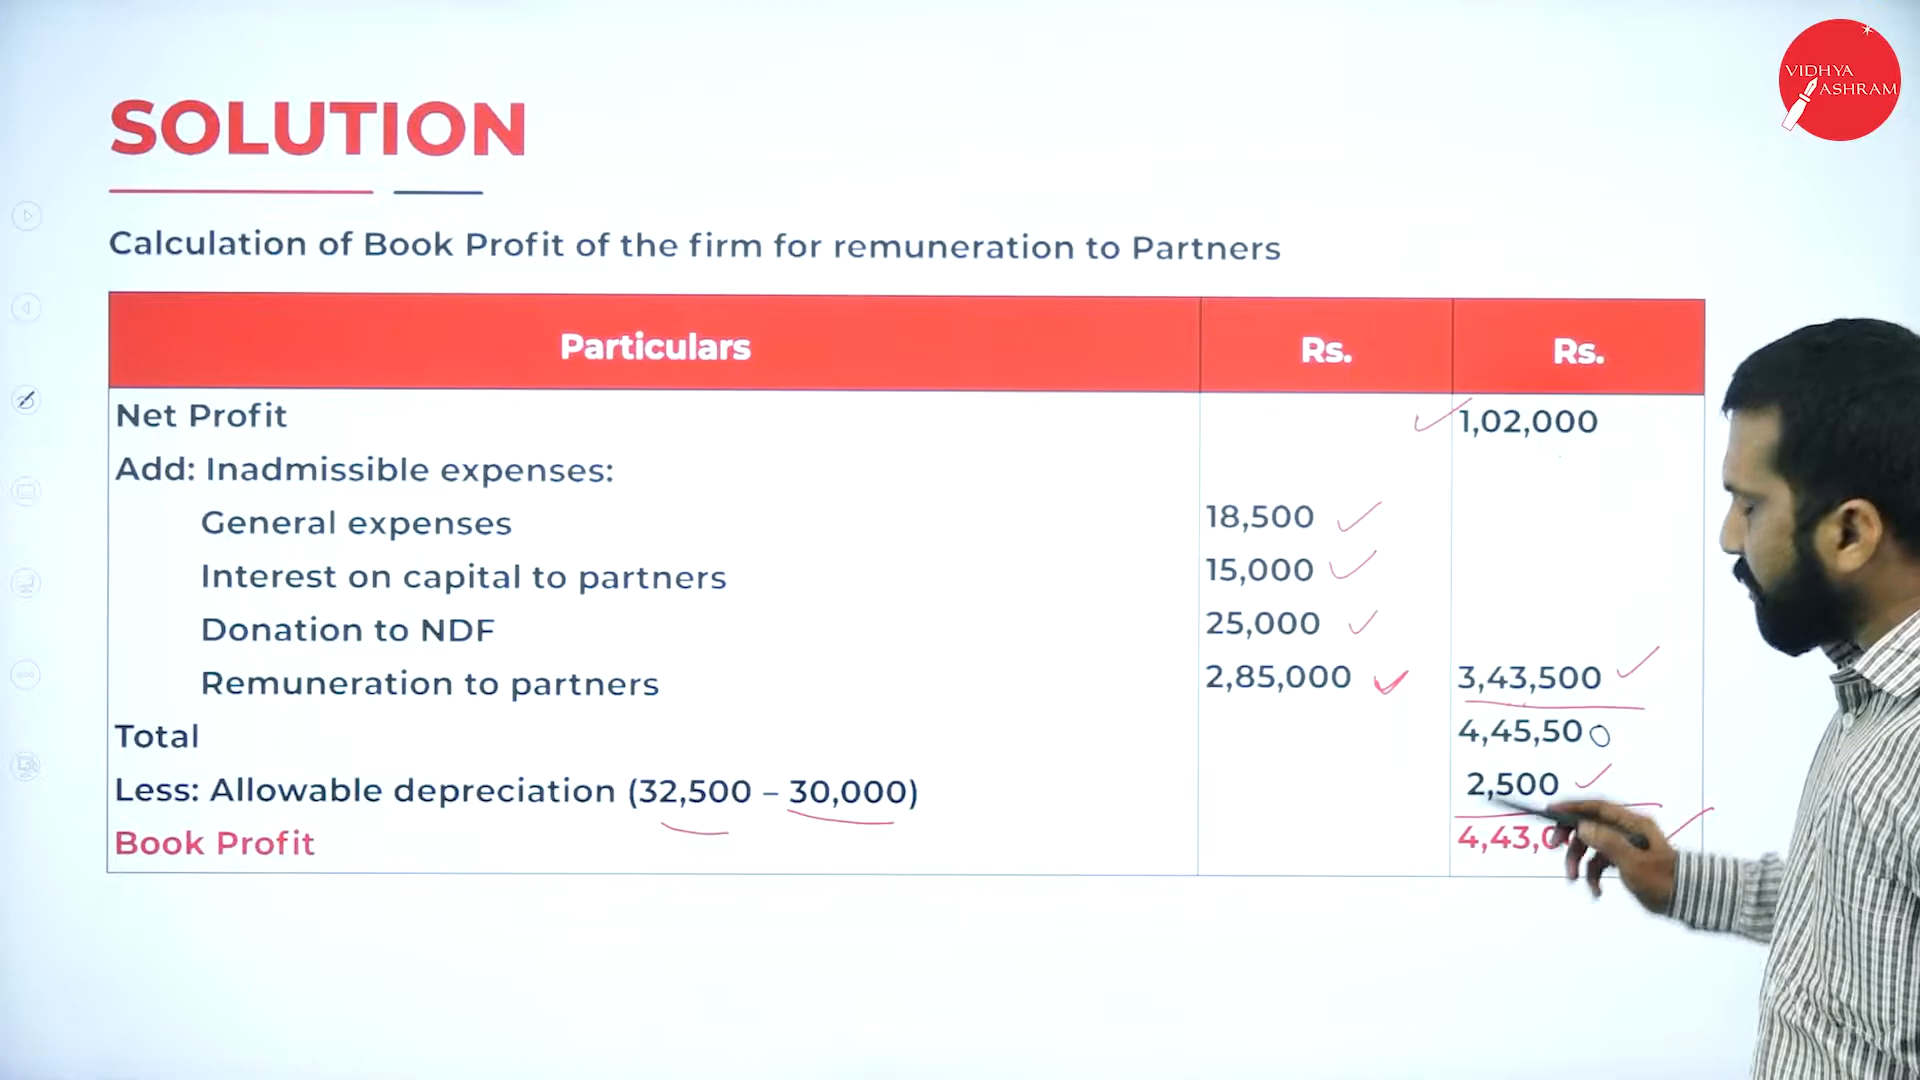 VIDHYA
ASHRAM
SOLUTION
Calculation of Book Profit of the firm for remuneration to Partners
Particulars Rs. Rs.
Net Profit 1,02,000
Add: Inadmissible expenses:
General expenses 18,500
Interest on capital to partners 15,000
Donation to NDF 25,000
Remuneration to partners 2,85,000 3,43,500
Total 4,45,500
Less: Allowable depreciation (32,500 – 30,000) 2,500
Book Profit